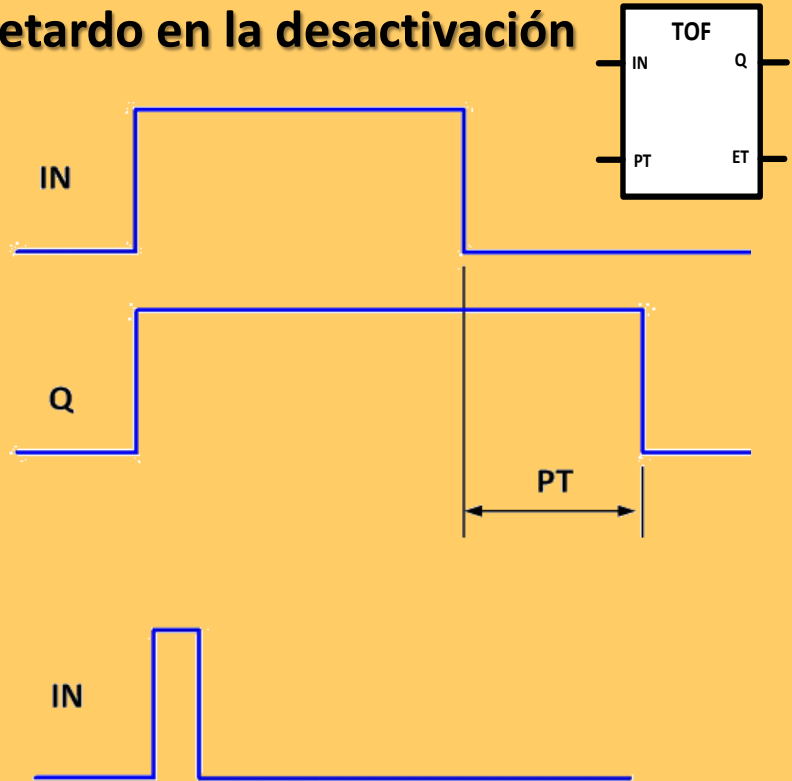 etardo en la desactivación
TOF
IN Q
PT ET
IN
Q
PT
IN